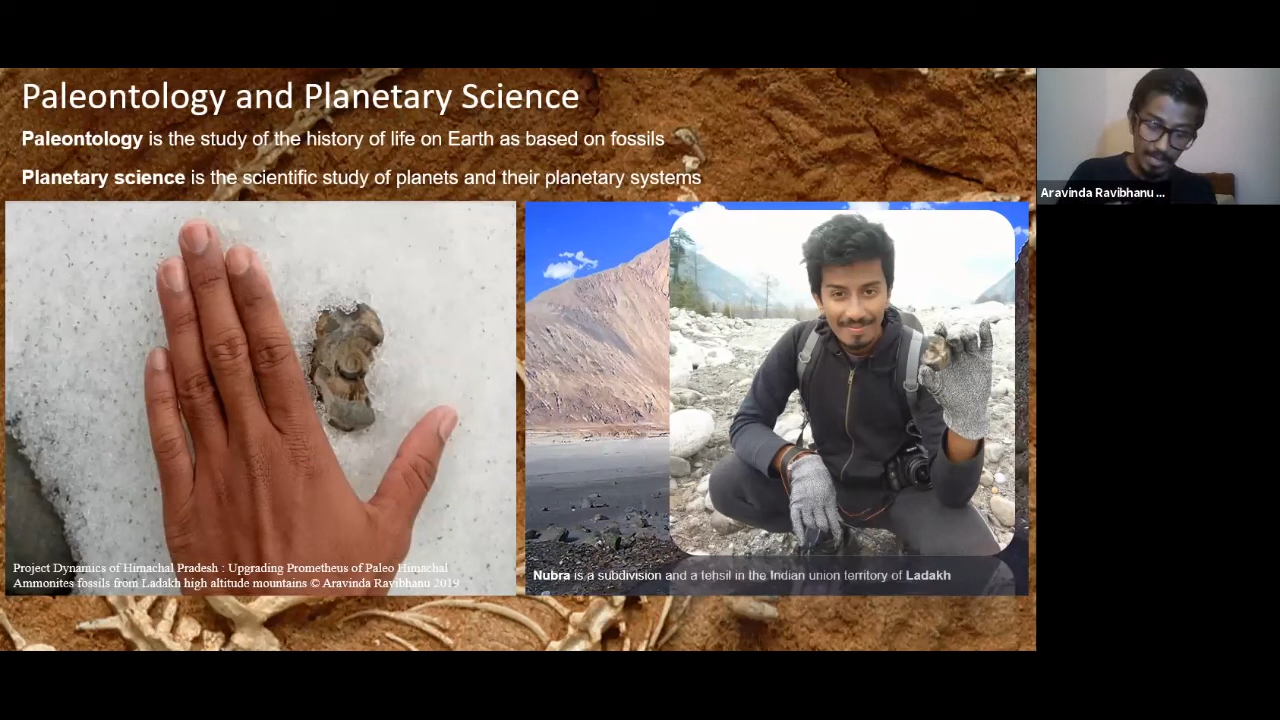 Paleontology and Planetary Science
Paleontology is the study of the history of life on Earth as based on fossils
Planetary science is the scientific study of planets and their planetary systems
Aravinda Ravibhanu ...
Project Dynamics of Himachal Pradesh : Upgrading Prometheus of Paleo Himachal
Ammonites fossils from Ladakh high altitude mountains © Aravinda Ravibhanu 2019
Nubra is a subdivision and a tehsil in the Indian union territory of Ladakh